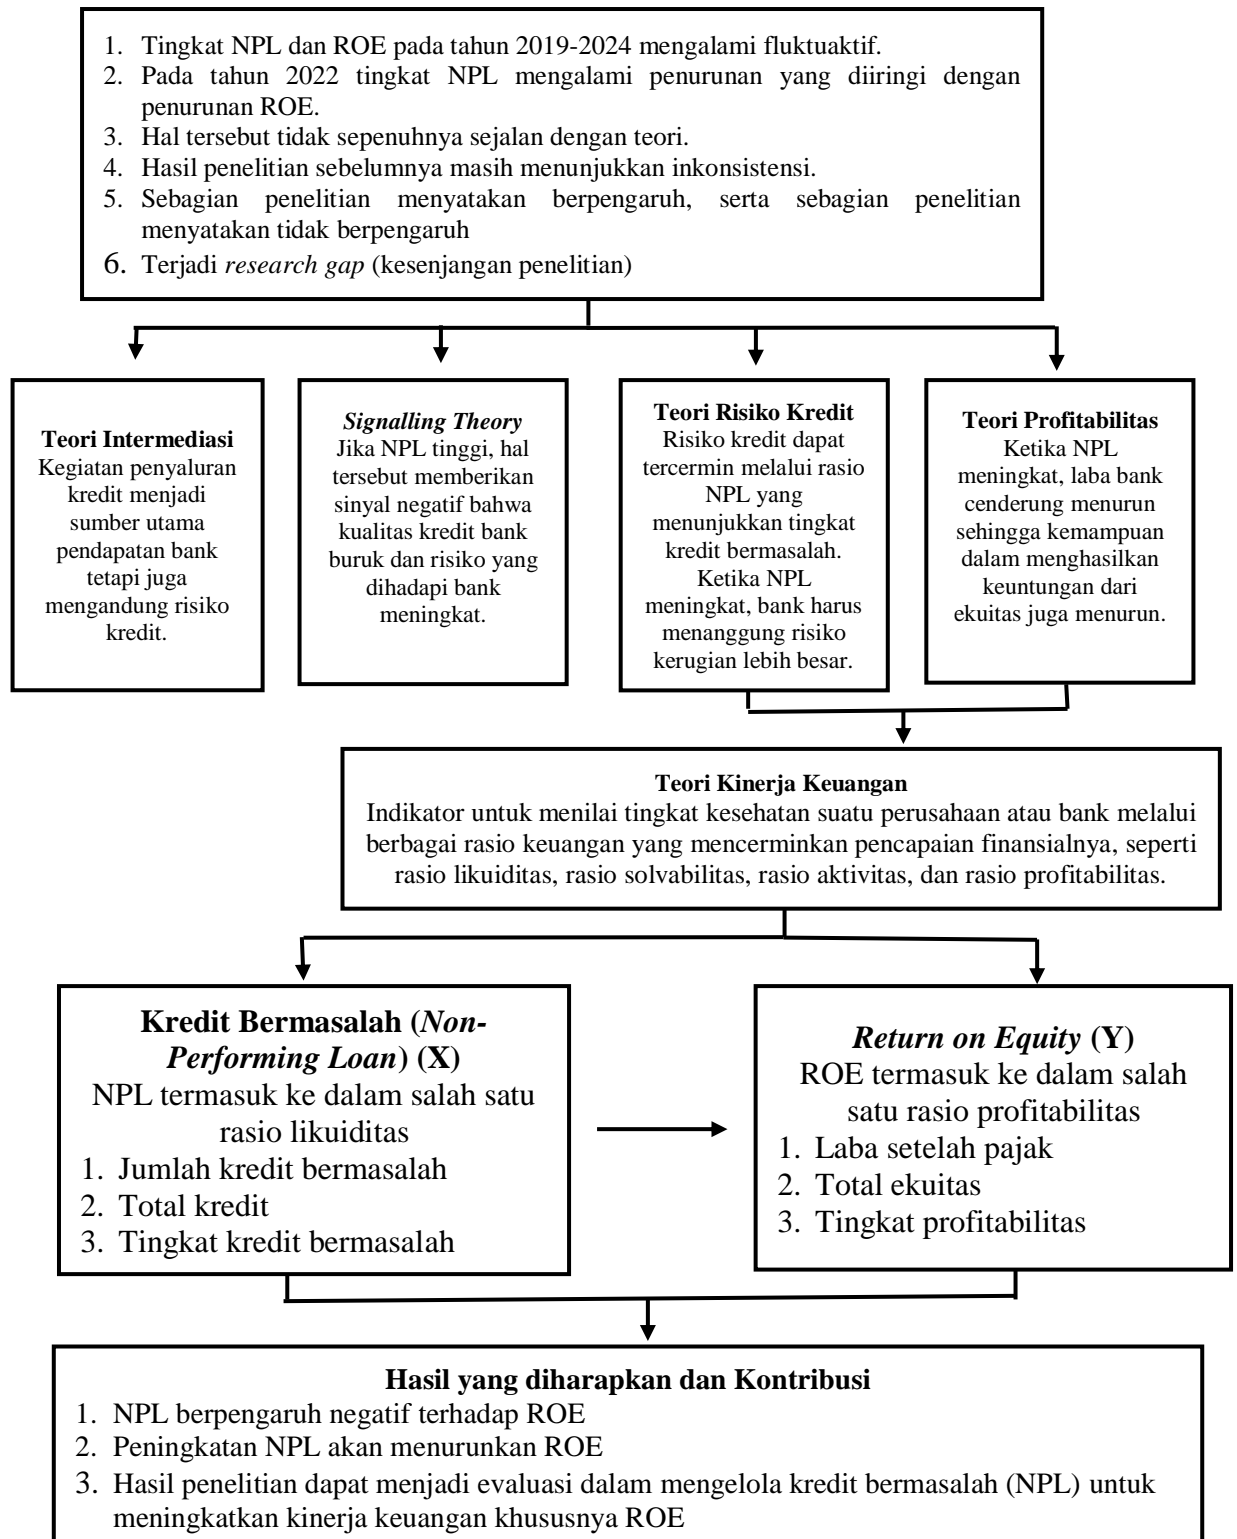 1. Tingkat NPL dan ROE pada tahun 2019-2024 mengalami fluktuaktif.
2. Pada tahun 2022 tingkat NPL mengalami penurunan yang diiringi dengan
penurunan ROE.
3. Hal tersebut tidak sepenuhnya sejalan dengan teori.
4. Hasil penelitian sebelumnya masih menunjukkan inkonsistensi.
5. Sebagian penelitian menyatakan berpengaruh, serta sebagian penelitian
menyatakan tidak berpengaruh
6. Terjadi research gap (kesenjangan penelitian)
Teori Intermediasi
Kegiatan penyaluran
kredit menjadi
sumber utama
pendapatan bank
tetapi juga
mengandung risiko
kredit.
Signalling Theory
Jika NPL tinggi, hal
tersebut memberikan
sinyal negatif bahwa
kualitas kredit bank
buruk dan risiko yang
dihadapi bank
meningkat.
Teori Risiko Kredit
Risiko kredit dapat
tercermin melalui rasio
NPL yang
menunjukkan tingkat
kredit bermasalah.
Ketika NPL
meningkat, bank harus
menanggung risiko
kerugian lebih besar.
Teori Profitabilitas
Ketika NPL
meningkat, laba bank
cenderung menurun
sehingga kemampuan
dalam menghasilkan
keuntungan dari
ekuitas juga menurun.
Teori Kinerja Keuangan
Indikator untuk menilai tingkat kesehatan suatu perusahaan atau bank melalui
berbagai rasio keuangan yang mencerminkan pencapaian finansialnya, seperti
rasio likuiditas, rasio solvabilitas, rasio aktivitas, dan rasio profitabilitas.
Kredit Bermasalah (Non-
Performing Loan) (X)
NPL termasuk ke dalam salah satu
rasio likuiditas
1. Jumlah kredit bermasalah
2. Total kredit
3. Tingkat kredit bermasalah
Return on Equity (Y)
ROE termasuk ke dalam salah
satu rasio profitabilitas
1. Laba setelah pajak
2. Total ekuitas
3. Tingkat profitabilitas
Hasil yang diharapkan dan Kontribusi
1. NPL berpengaruh negatif terhadap ROE
2. Peningkatan NPL akan menurunkan ROE
3. Hasil penelitian dapat menjadi evaluasi dalam mengelola kredit bermasalah (NPL) untuk
meningkatkan kinerja keuangan khususnya ROE